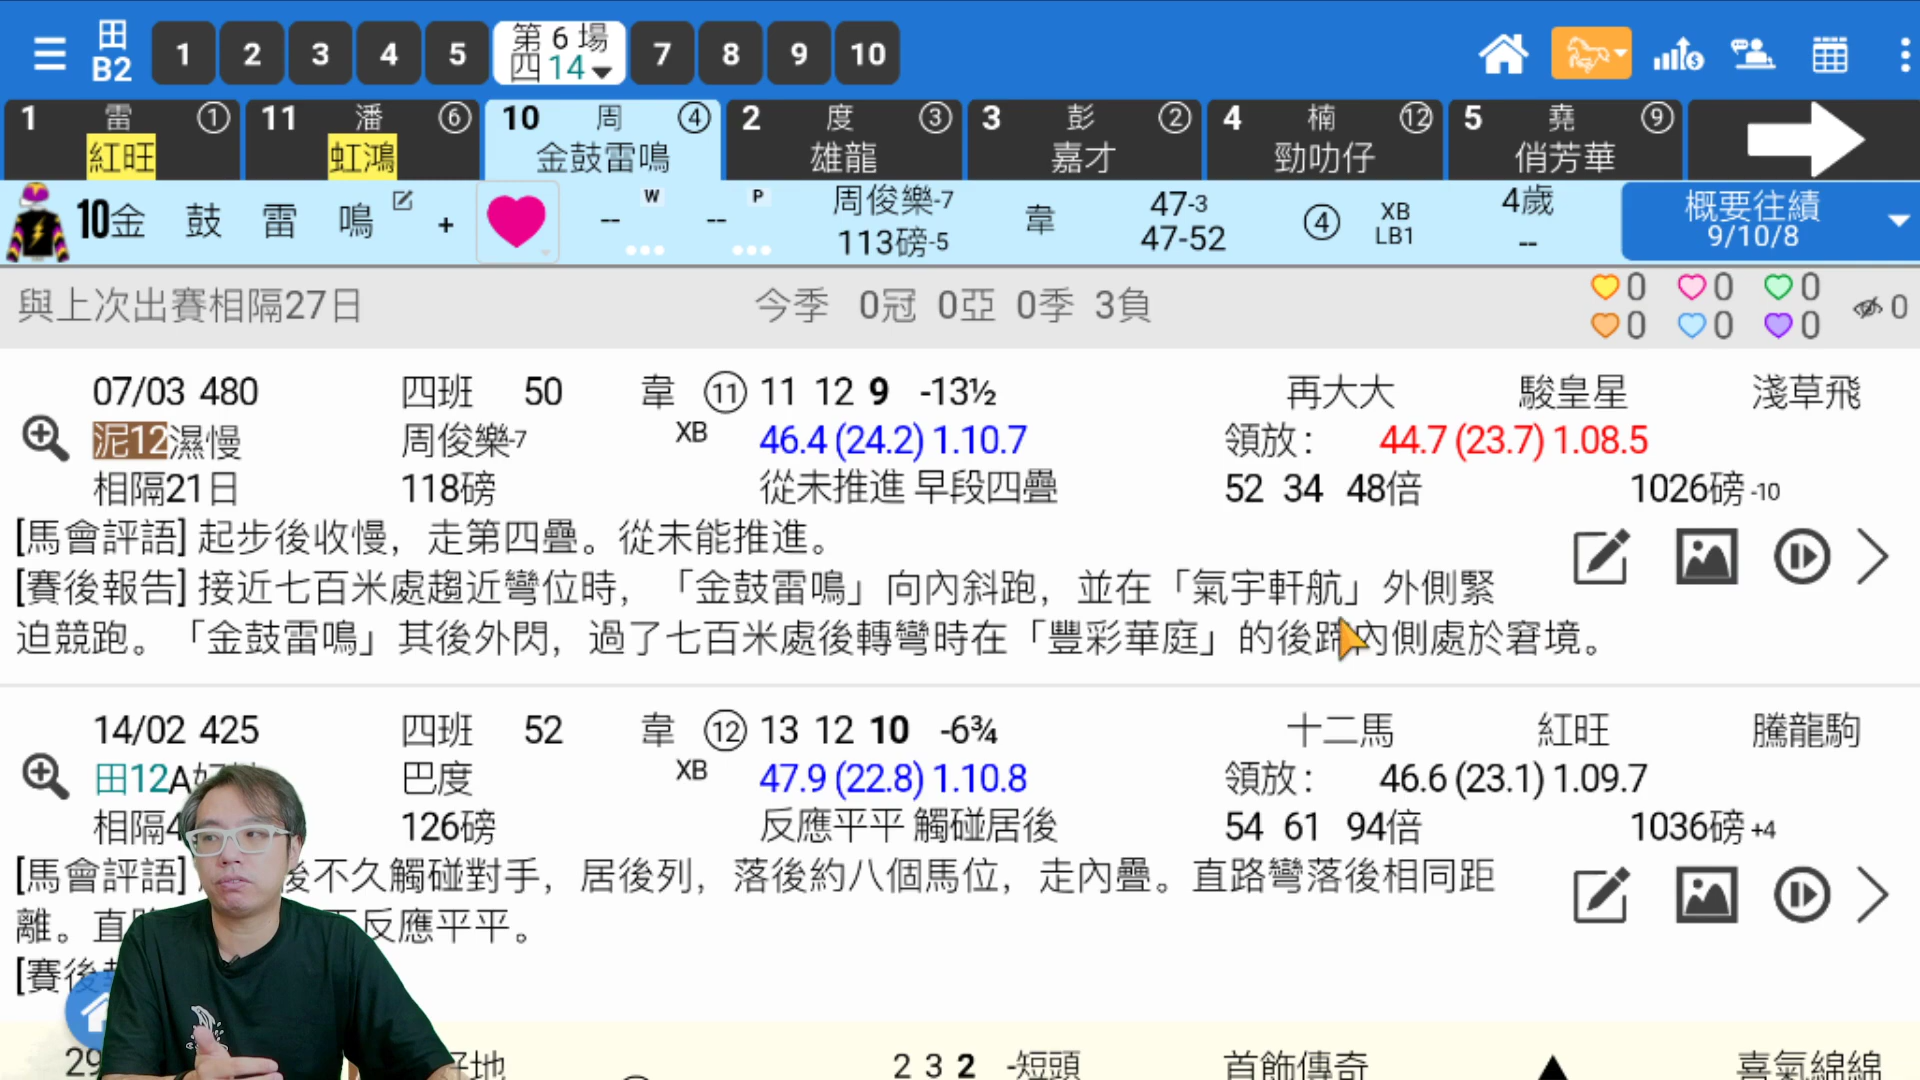 田
B2
1 2 3 4 5
第 6 場
四14
7 8 9 10
1 雷 ①
紅旺
11 潘 ⑥
虹鴻
10 周 ④
金鼓雷鳴
2 度 ③
雄龍
3 彭 ②
嘉才
4 楠 ⑫
勁叻仔
5 堯 ⑨
俏芳華
10金鼓雷鳴
+
-- W
-- P
周俊樂-7
113磅-5
韋
47-3
47-52
④
XB
LB1
4歲
--
概要往績
9/10/8
與上次出賽相隔27日
今季 0冠 0亞 0季 3負
0 0 0
0 0 0
0
07/03 480 四班 50 韋 ⑪ 11 12 9 -13½ 再大大 駿皇星 淺草飛
泥12濕慢 周俊樂-7 XB 46.4 (24.2) 1.10.7 領放： 44.7 (23.7) 1.08.5
相隔21日 118磅 從未推進 早段四疊 52 34 48倍 1026磅-10
[馬會評語] 起步後收慢，走第四疊。從未能推進。
[賽後報告] 接近七百米處趨近彎位時，「金鼓雷鳴」向內斜跑，並在「氣宇軒航」外側緊
迫競跑。「金鼓雷鳴」其後外閃，過了七百米處後轉彎時在「豐彩華庭」的後蹄內側處於窘境。
14/02 425 四班 52 韋 ⑫ 13 12 10 -6¾ 十二馬 紅旺 騰龍駒
田12A 巴度 XB 47.9 (22.8) 1.10.8 領放： 46.6 (23.1) 1.09.7
相隔4 126磅 反應平平 觸碰居後 54 61 94倍 1036磅+4
[馬會評語] 後不久觸碰對手，居後列，落後約八個馬位，走內疊。直路彎落後相同距
離。直 反應平平。
[賽後
29 好地 2 3 2 -短頭 首飾傳奇 ▲ 喜氣綿綿